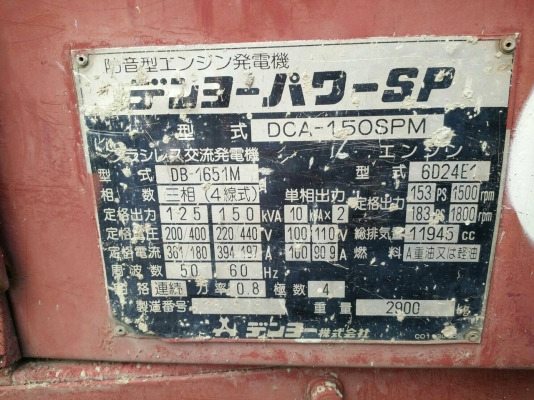 防音型エンジン発電機
デンヨーパワーSP
型 式 DCA-150SPM
ブラシレス交流発電機 エンジン
型 式 DB-1651M 型 式 6D24E1
相 数 三相(4線式) 単相出力 定格出力 153 PS 1500 rpm
定格出力 125 150 kVA 10 kVA×2 183 PS 1800 rpm
定格電圧 200/400 220/440 V 100 110 V 総排気量 11945 cc
定格電流 361/180 394/197 A 100 90.9 A 燃 料 A重油又は軽油
周波数 50 60 Hz
定格 連続 力率 0.8 極数 4
製造番号 重 量 2900 kg
デンヨー株式会社